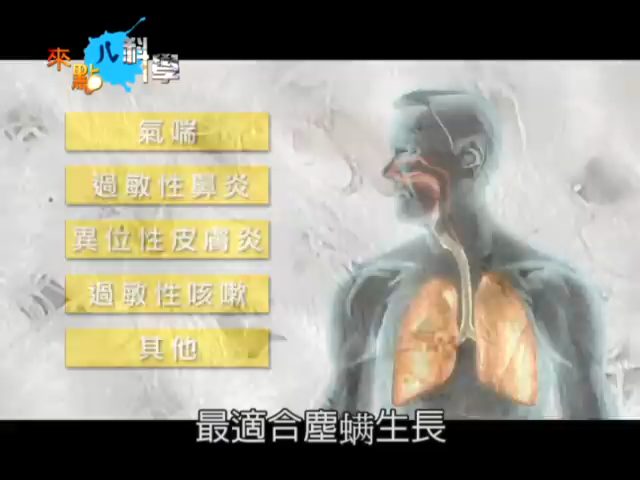 來點八科學
氣喘
過敏性鼻炎
異位性皮膚炎
過敏性咳嗽
其他
最適合塵螨生長